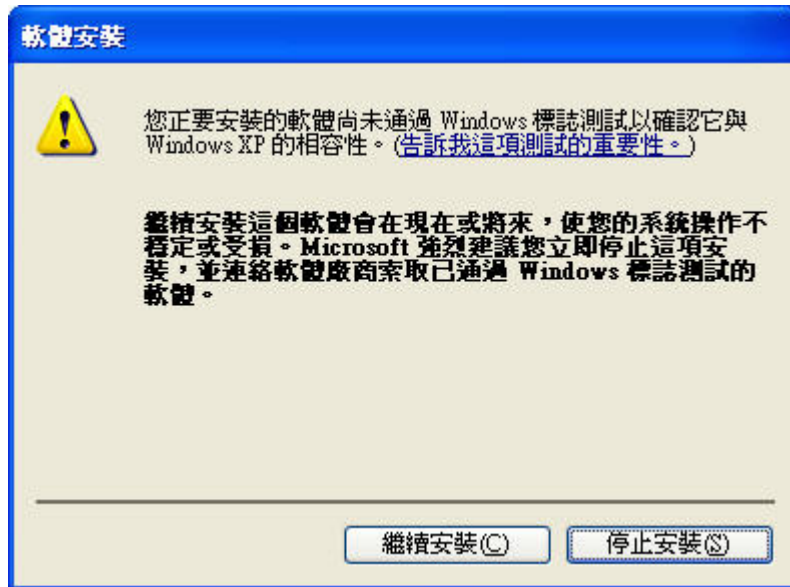 軟體安裝
您正要安裝的軟體尚未通過 Windows 標誌測試以確認它與
Windows XP 的相容性。(告訴我這項測試的重要性。)
繼續安裝這個軟體會在現在或將來，使您的系統操作不
穩定或受損。Microsoft 強烈建議您立即停止這項安
裝，並連絡軟體廠商索取已通過 Windows 標誌測試的
軟體。
繼續安裝(C) 停止安裝(S)